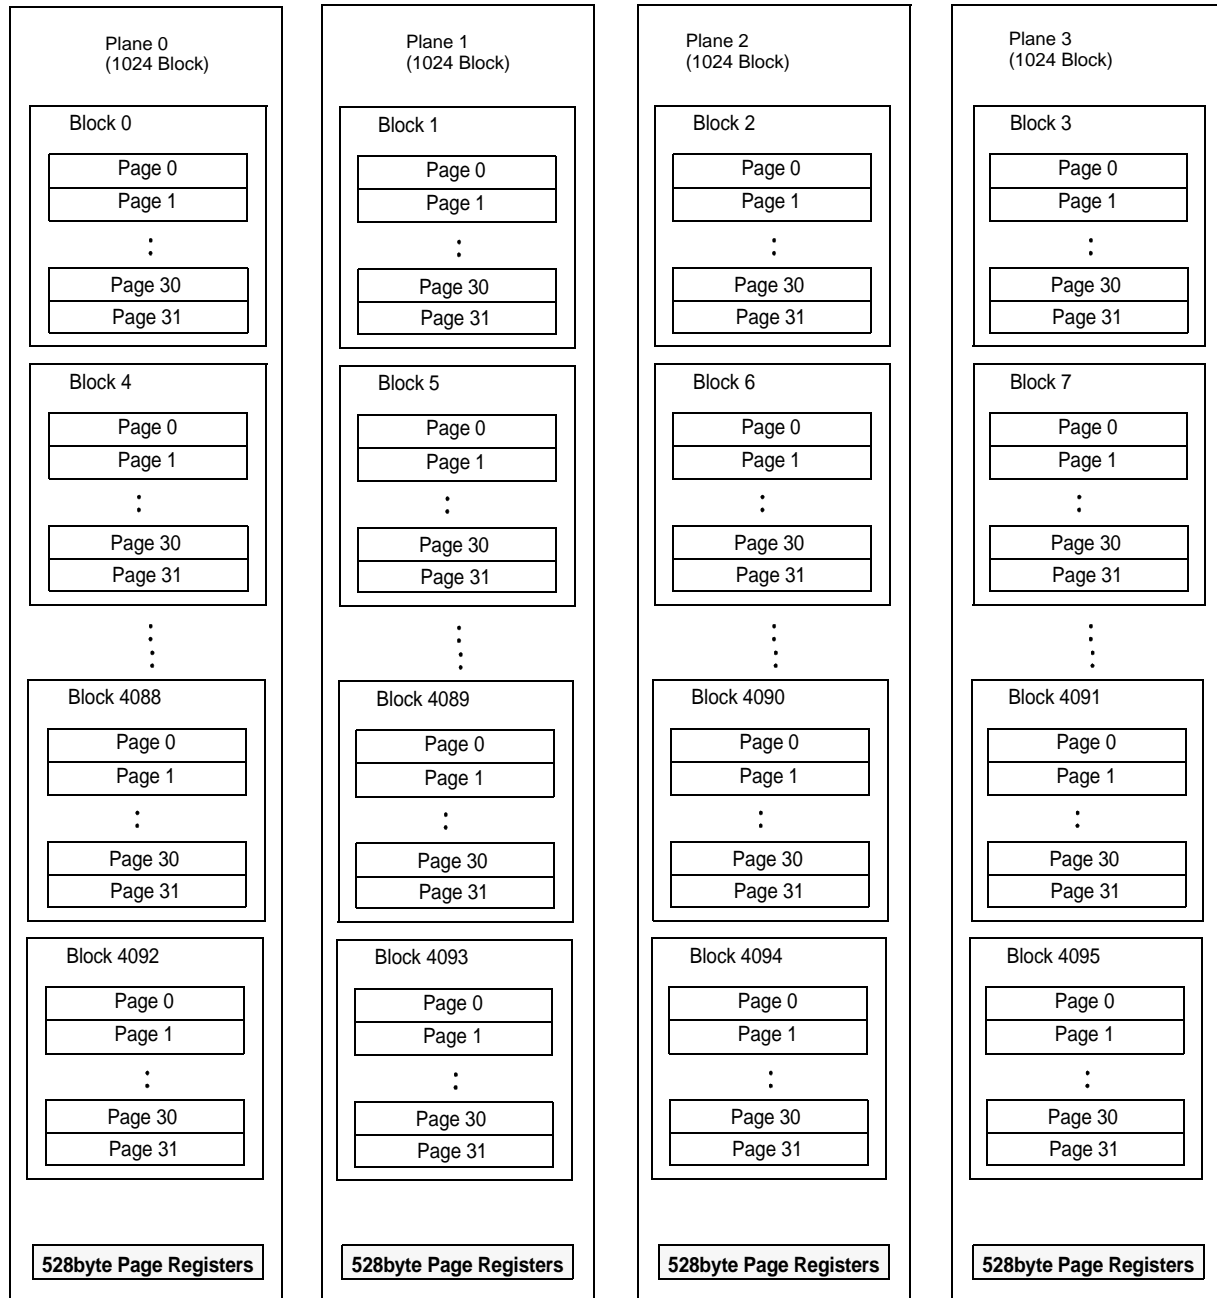 Plane 0
(1024 Block)
Block 0
Page 0
Page 1
Page 30
Page 31
Block 4
Page 0
Page 1
Page 30
Page 31
Block 4088
Page 0
Page 1
Page 30
Page 31
Block 4092
Page 0
Page 1
Page 30
Page 31
528byte Page Registers
Plane 1
(1024 Block)
Block 1
Page 0
Page 1
Page 30
Page 31
Block 5
Page 0
Page 1
Page 30
Page 31
Block 4089
Page 0
Page 1
Page 30
Page 31
Block 4093
Page 0
Page 1
Page 30
Page 31
528byte Page Registers
Plane 2
(1024 Block)
Block 2
Page 0
Page 1
Page 30
Page 31
Block 6
Page 0
Page 1
Page 30
Page 31
Block 4090
Page 0
Page 1
Page 30
Page 31
Block 4094
Page 0
Page 1
Page 30
Page 31
528byte Page Registers
Plane 3
(1024 Block)
Block 3
Page 0
Page 1
Page 30
Page 31
Block 7
Page 0
Page 1
Page 30
Page 31
Block 4091
Page 0
Page 1
Page 30
Page 31
Block 4095
Page 0
Page 1
Page 30
Page 31
528byte Page Registers